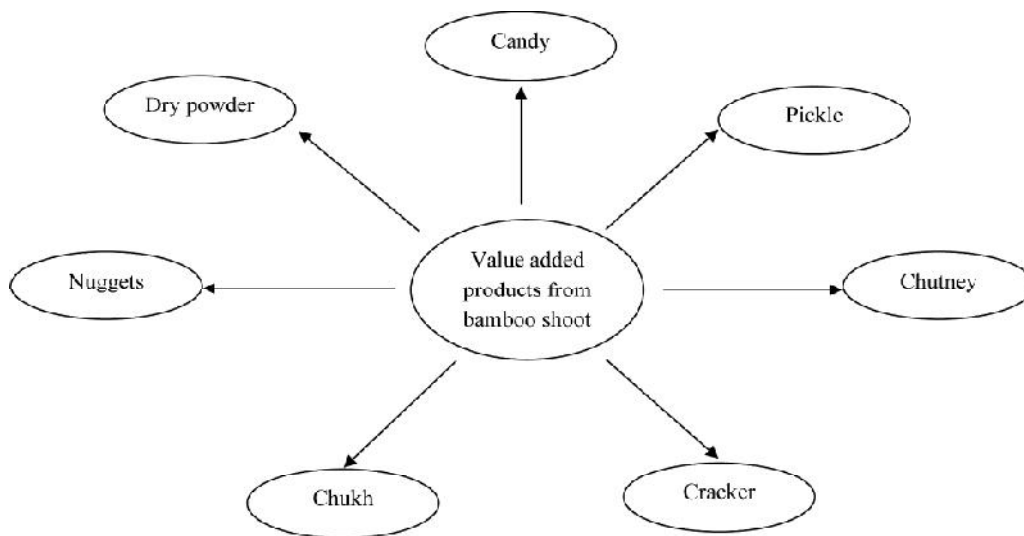 Candy
Dry powder
Pickle
Value added
products from
bamboo shoot
Nuggets
Chutney
Chukh
Cracker